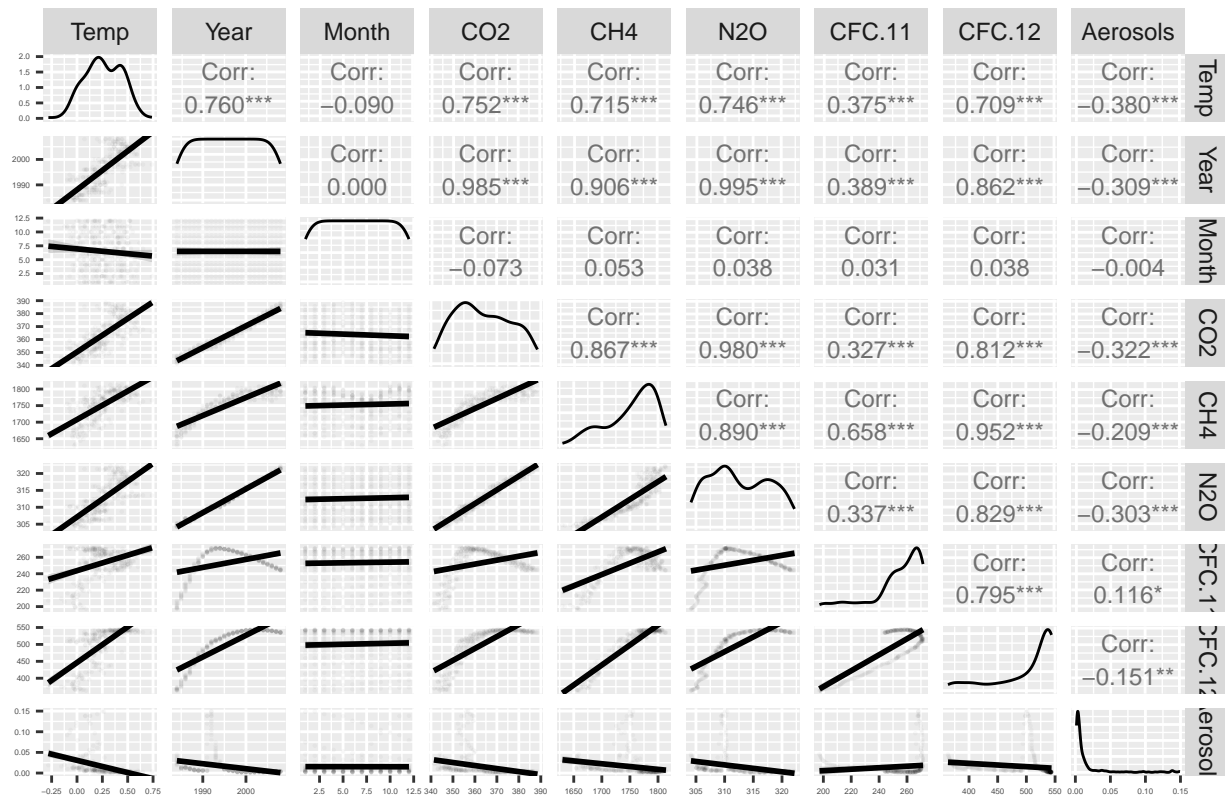 Temp Year Month CO2 CH4 N2O CFC.11 CFC.12 Aerosols
2.0
1.5
1.0
0.5
0.0
Corr: Corr: Corr: Corr: Corr: Corr: Corr: Corr:
0.760*** −0.090 0.752*** 0.715*** 0.746*** 0.375*** 0.709*** −0.380***
Temp
2000
1990
Corr: Corr: Corr: Corr: Corr: Corr: Corr:
0.000 0.985*** 0.906*** 0.995*** 0.389*** 0.862*** −0.309***
Year
12.5
10.0
7.5
5.0
2.5
Corr: Corr: Corr: Corr: Corr: Corr:
−0.073 0.053 0.038 0.031 0.038 −0.004
Month
390
380
370
360
350
340
Corr: Corr: Corr: Corr: Corr:
0.867*** 0.980*** 0.327*** 0.812*** −0.322***
CO2
1800
1750
1700
1650
Corr: Corr: Corr: Corr:
0.890*** 0.658*** 0.952*** −0.209***
CH4
320
315
310
305
Corr: Corr: Corr:
0.337*** 0.829*** −0.303***
N2O
260
240
220
200
Corr: Corr:
0.795*** 0.116*
CFC.11
550
500
450
400
Corr:
−0.151**
CFC.12
0.15
0.10
0.05
0.00
erosol
−0.25 0.00 0.25 0.50 0.75 1990 2000 2.5 5.0 7.5 10.0 12.5 340 350 360 370 380 390 1650 1700 1750 1800 305 310 315 320 200 220 240 260 400 450 500 550 0.00 0.05 0.10 0.15